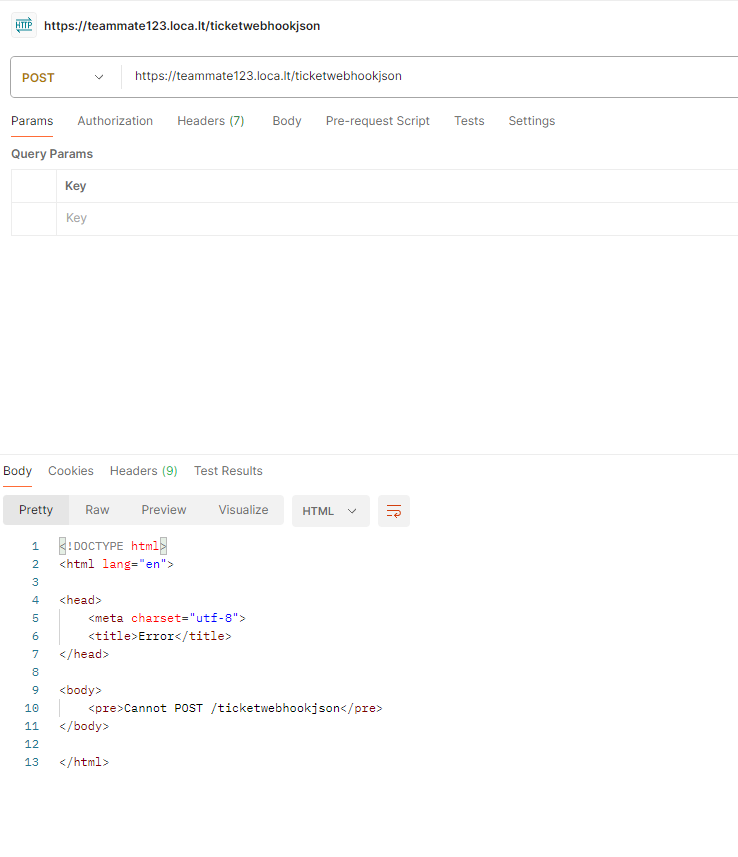 HTTP https://teammate123.loca.lt/ticketwebhookjson
POST https://teammate123.loca.lt/ticketwebhookjson
Params Authorization Headers (7) Body Pre-request Script Tests Settings
Query Params
Key
Key
Body Cookies Headers (9) Test Results
Pretty Raw Preview Visualize HTML
1 <!DOCTYPE html>
2 <html lang="en">
3
4 <head>
5 <meta charset="utf-8">
6 <title>Error</title>
7 </head>
8
9 <body>
10 <pre>Cannot POST /ticketwebhookjson</pre>
11 </body>
12
13 </html>